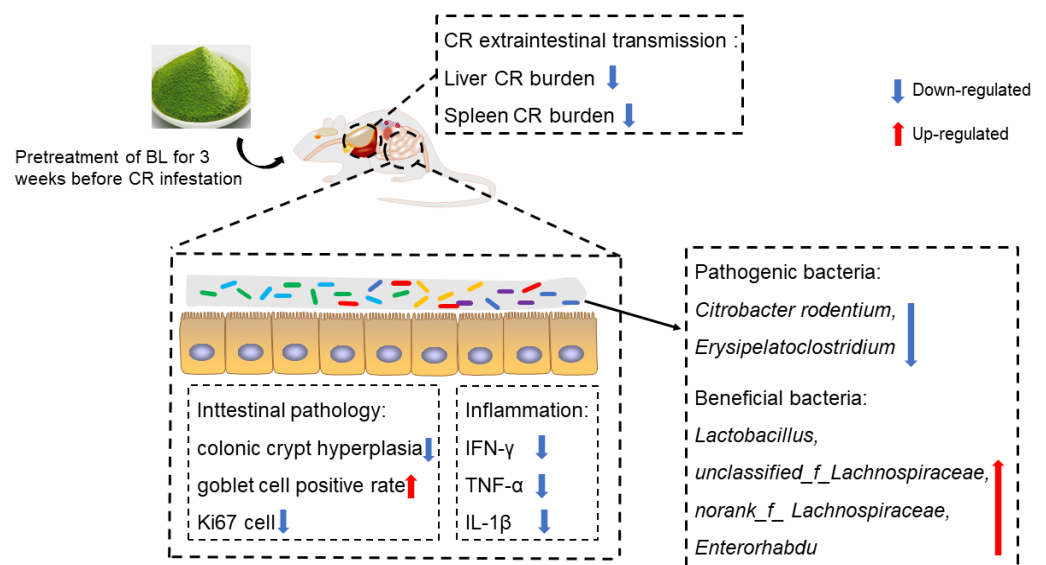 CR extraintestinal transmission :
Liver CR burden
Spleen CR burden
Down-regulated
Up-regulated
Pretreatment of BL for 3
weeks before CR infestation
Inttestinal pathology:
colonic crypt hyperplasia
goblet cell positive rate
Ki67 cell
Inflammation:
IFN-γ
TNF-α
IL-1β
Pathogenic bacteria:
Citrobacter rodentium,
Erysipelatoclostridium
Beneficial bacteria:
Lactobacillus,
unclassified_f_Lachnospiraceae,
norank_f_ Lachnospiraceae,
Enterorhabdu